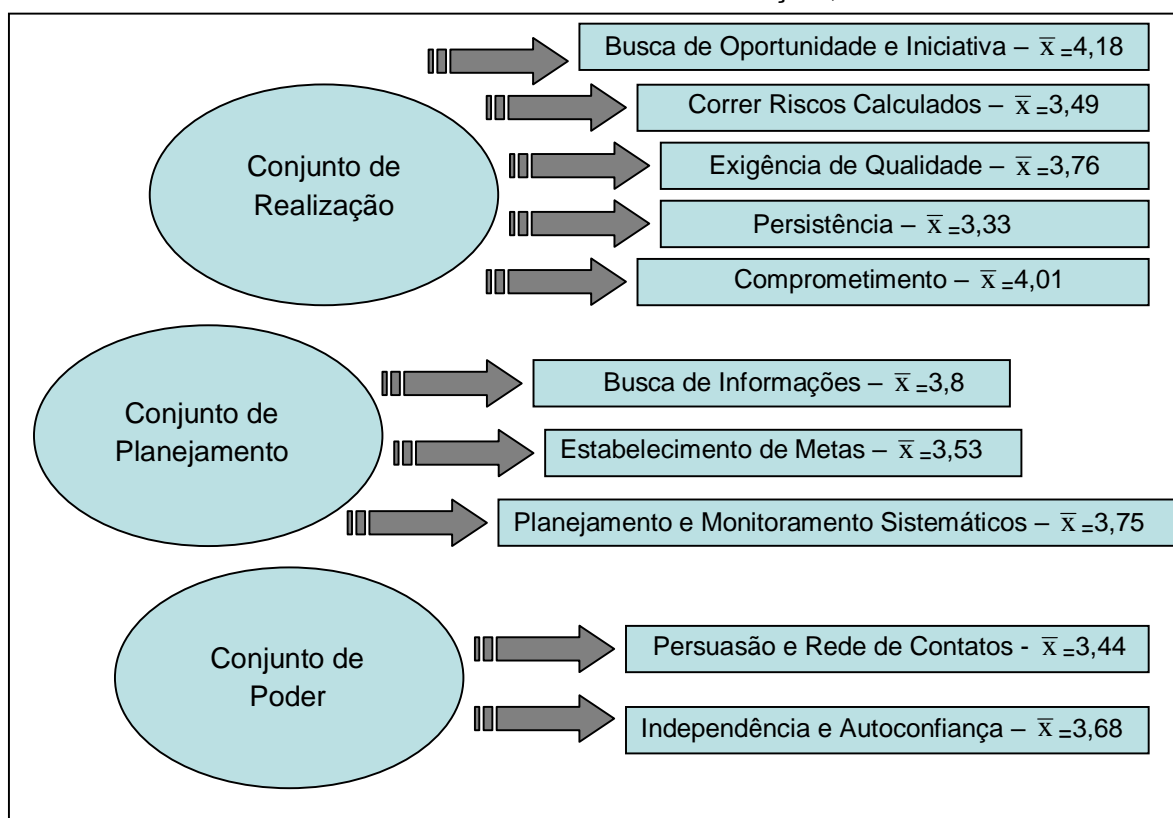 Busca de Oportunidade e Iniciativa – x̅ =4,18
Correr Riscos Calculados – x̅ =3,49
Conjunto de
Realização
Exigência de Qualidade – x̅ =3,76
Persistência – x̅ =3,33
Comprometimento – x̅ =4,01
Conjunto de
Planejamento
Busca de Informações – x̅ =3,8
Estabelecimento de Metas – x̅ =3,53
Planejamento e Monitoramento Sistemáticos – x̅ =3,75
Conjunto de
Poder
Persuasão e Rede de Contatos - x̅ =3,44
Independência e Autoconfiança – x̅ =3,68